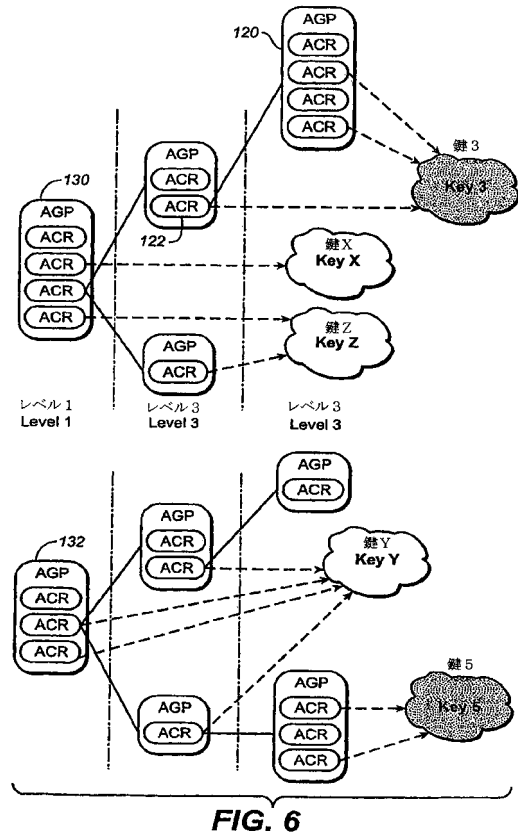 120
AGP
ACR
ACR
ACR
ACR
鍵3
Key 3
AGP
ACR
ACR
122
130
AGP
ACR
ACR
ACR
ACR
鍵X
Key X
鍵Z
Key Z
AGP
ACR
レベル1
Level 1
レベル3
Level 3
レベル3
Level 3
AGP
ACR
132
AGP
ACR
ACR
ACR
AGP
ACR
ACR
鍵Y
Key Y
AGP
ACR
AGP
ACR
ACR
ACR
鍵5
Key 5
FIG. 6